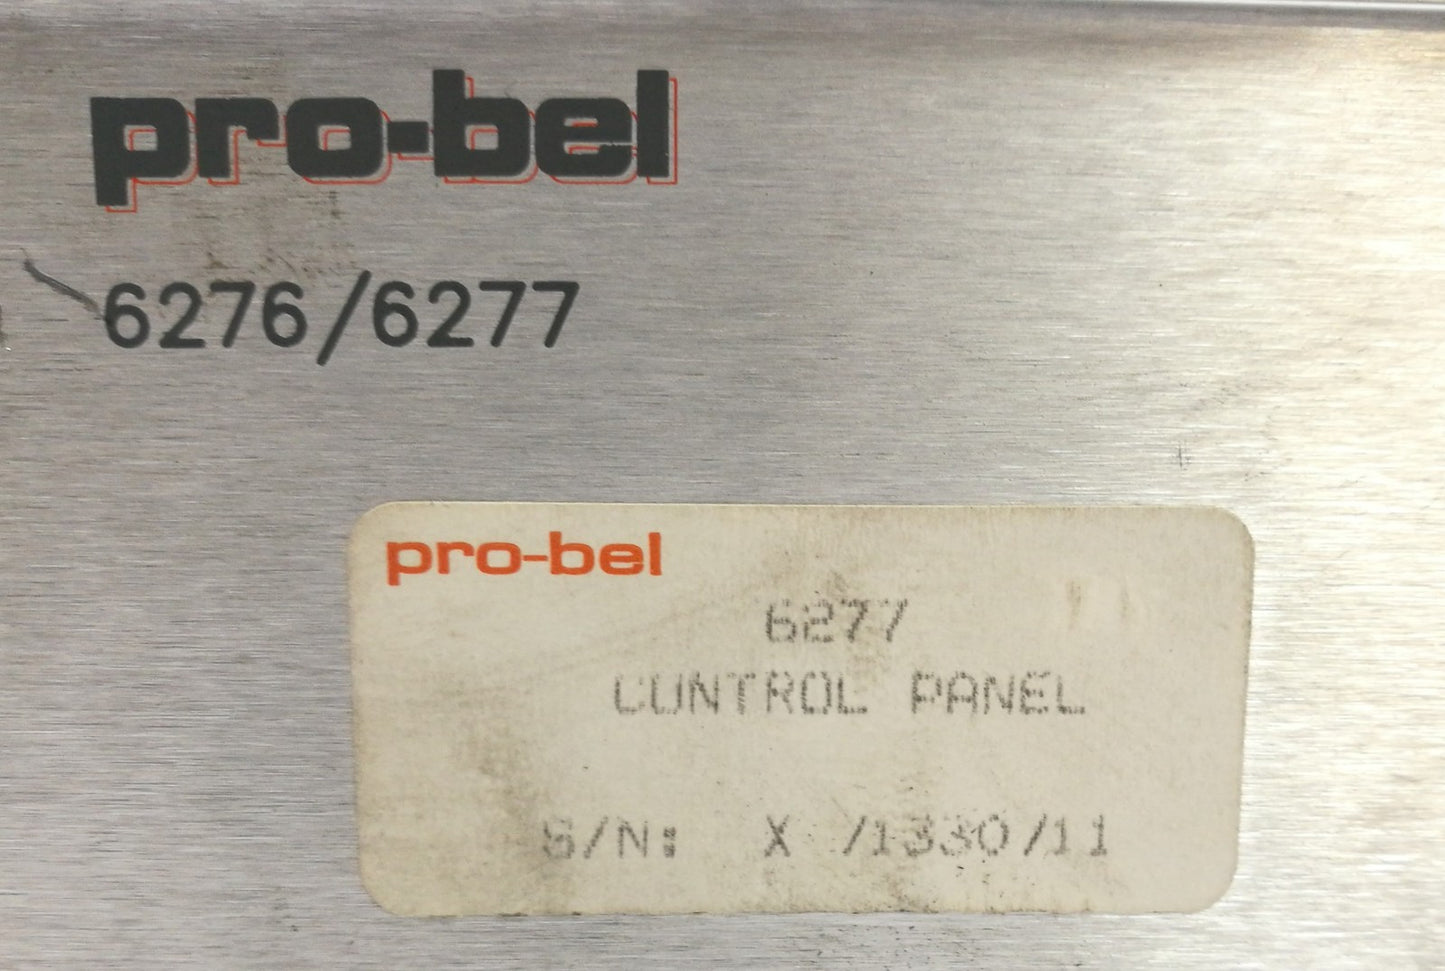 pro-bel
6276/6277
pro-bel
6277
CONTROL PANEL
S/N: X /1330/11